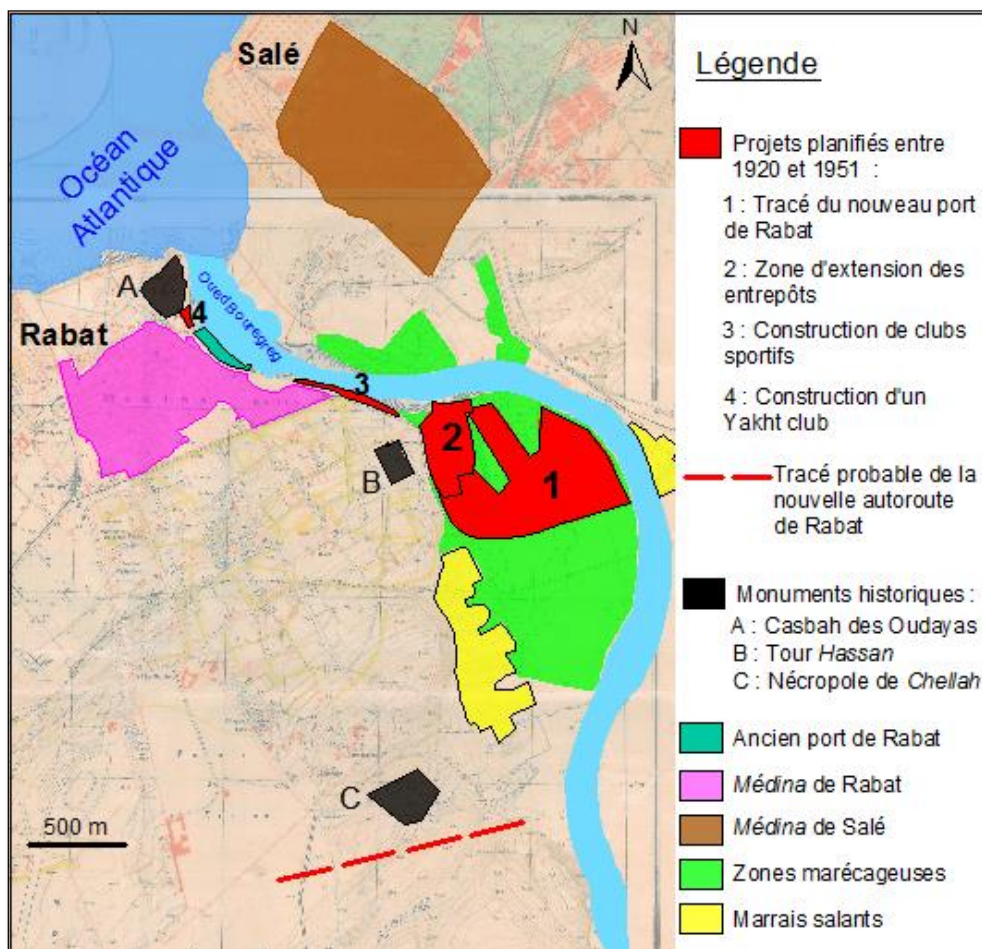 Salé
N
Océan
Atlantique
A
4
Oued Bouregreg
Rabat
3
2
B
1
C
500 m
Légende
Projets planifiés entre
1920 et 1951 :
1 : Tracé du nouveau port
de Rabat
2 : Zone d'extension des
entrepôts
3 : Construction de clubs
sportifs
4 : Construction d'un
Yakht club
Tracé probable de la
nouvelle autoroute
de Rabat
Monuments historiques :
A : Casbah des Oudayas
B : Tour Hassan
C : Nécropole de Chellah
Ancien port de Rabat
Médina de Rabat
Médina de Salé
Zones marécageuses
Marrais salants